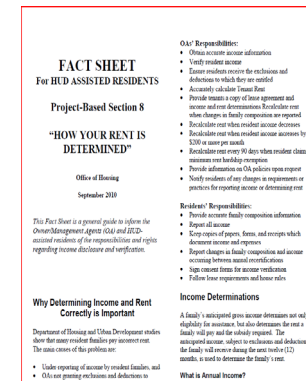 FACT SHEET
For HUD ASSISTED RESIDENTS
Project-Based Section 8
“HOW YOUR RENT IS
DETERMINED”
Office of Housing
September 2010
This Fact Sheet is a general guide to inform the
Owner/Management Agents (OA) and HUD-
assisted residents of the responsibilities and rights
regarding income disclosure and verification.
Why Determining Income and Rent
Correctly is Important
Department of Housing and Urban Development studies
show that many resident families pay incorrect rent.
The main causes of this problem are:
• Under-reporting of income by resident families, and
• OAs not granting exclusions and deductions to
OAs’ Responsibilities:
• Obtain accurate income information
• Verify resident income
• Ensure residents receive the exclusions and
deductions to which they are entitled
• Accurately calculate Tenant Rent
• Provide tenants a copy of lease agreement and
income and rent determinations Recalculate rent
when changes in family composition are reported
• Recalculate rent when resident income decreases
• Recalculate rent when resident income increases by
$200 or more per month
• Recalculate rent every 90 days when resident claims
minimum rent hardship exemption
• Provide information on OA policies upon request
• Notify residents of any changes in requirements or
practices for reporting income or determining rent
Residents’ Responsibilities:
• Provide accurate family composition information
• Report all income
• Keep copies of papers, forms, and receipts which
document income and expenses
• Report changes in family composition and income
occurring between annual recertifications
• Sign consent forms for income verification
• Follow lease requirements and house rules
Income Determinations
A family’s anticipated gross income determines not only
eligibility for assistance, but also determines the rent a
family will pay and the subsidy required. The
anticipated income, subject to exclusions and deductions
the family will receive during the next twelve (12)
months, is used to determine the family’s rent.
What is Annual Income?